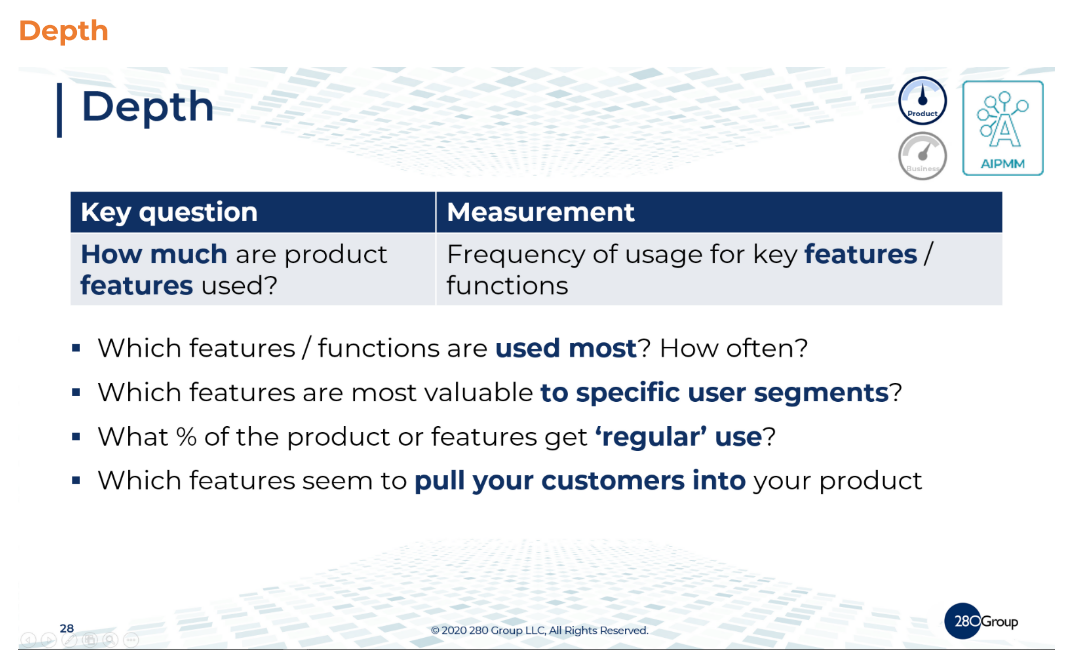 Depth
Depth
Product
Business
AIPMM
Key question
Measurement
How much are product
features used?
Frequency of usage for key features /
functions
▪ Which features / functions are used most? How often?
▪ Which features are most valuable to specific user segments?
▪ What % of the product or features get ‘regular’ use?
▪ Which features seem to pull your customers into your product
28
© 2020 280 Group LLC, All Rights Reserved.
280Group